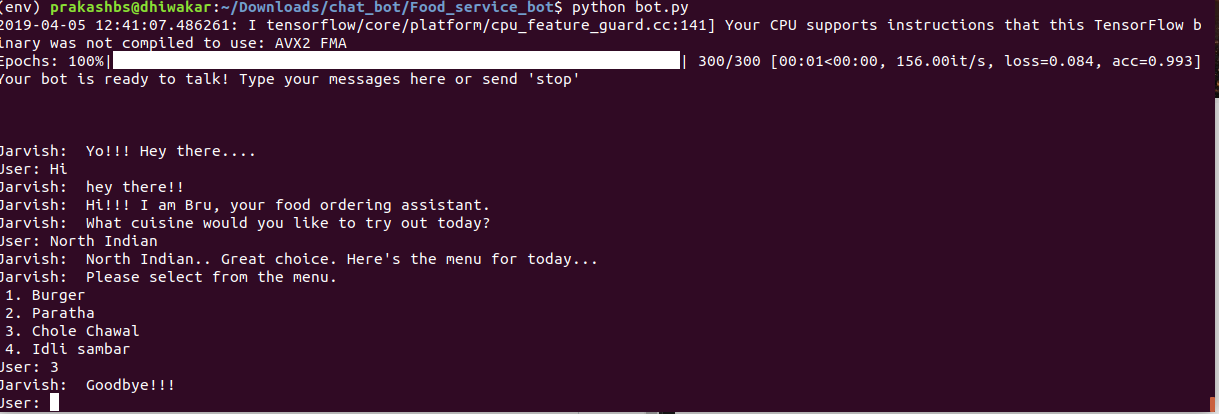 (env) prakashbs@dhiwakar:~/Downloads/chat_bot/Food_service_bot$ python bot.py
2019-04-05 12:41:07.486261: I tensorflow/core/platform/cpu_feature_guard.cc:141] Your CPU supports instructions that this TensorFlow b
inary was not compiled to use: AVX2 FMA
Epochs: 100%|| 300/300 [00:01<00:00, 156.00it/s, loss=0.084, acc=0.993]
Your bot is ready to talk! Type your messages here or send 'stop'
Jarvish:  Yo!!! Hey there....
User: Hi
Jarvish:  hey there!!
Jarvish:  Hi!!! I am Bru, your food ordering assistant.
Jarvish:  What cuisine would you like to try out today?
User: North Indian
Jarvish:  North Indian.. Great choice. Here's the menu for today...
Jarvish:  Please select from the menu.
1. Burger
2. Paratha
3. Chole Chawal
4. Idli sambar
User: 3
Jarvish:  Goodbye!!!
User: